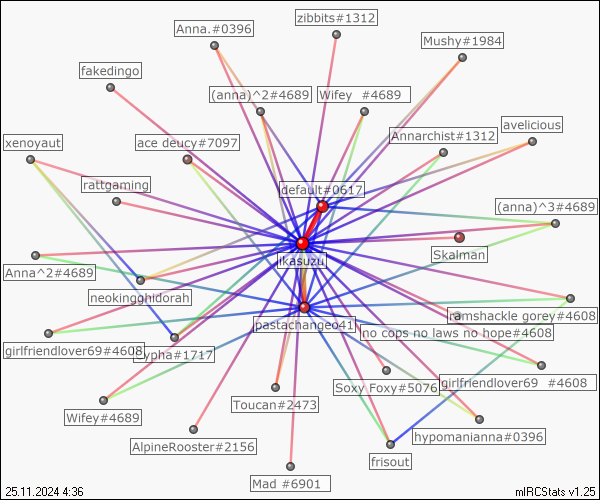 zibbits#1312
Anna.#0396
Mushy#1984
fakedingo
(anna)^2#4689
Wifey #4689
avelicious
xenoyaut
ace deucy#7097
Annarchist#1312
rattgaming
default#0617
(anna)^3#4689
Skalman
ikasuzu
Anna^2#4689
neokingghidorah
ramshackle gorey#4608
pastachangeo41
no cops no laws no hope#4608
girlfriendlover69#4608
sypha#1717
Soxy Foxy#5076
girlfriendlover69 #4608
Toucan#2473
Wifey#4689
hypomanianna#0396
AlpineRooster#2156
frisout
Mad #6901
25.11.2024 4:36
mIRCStats v1.25